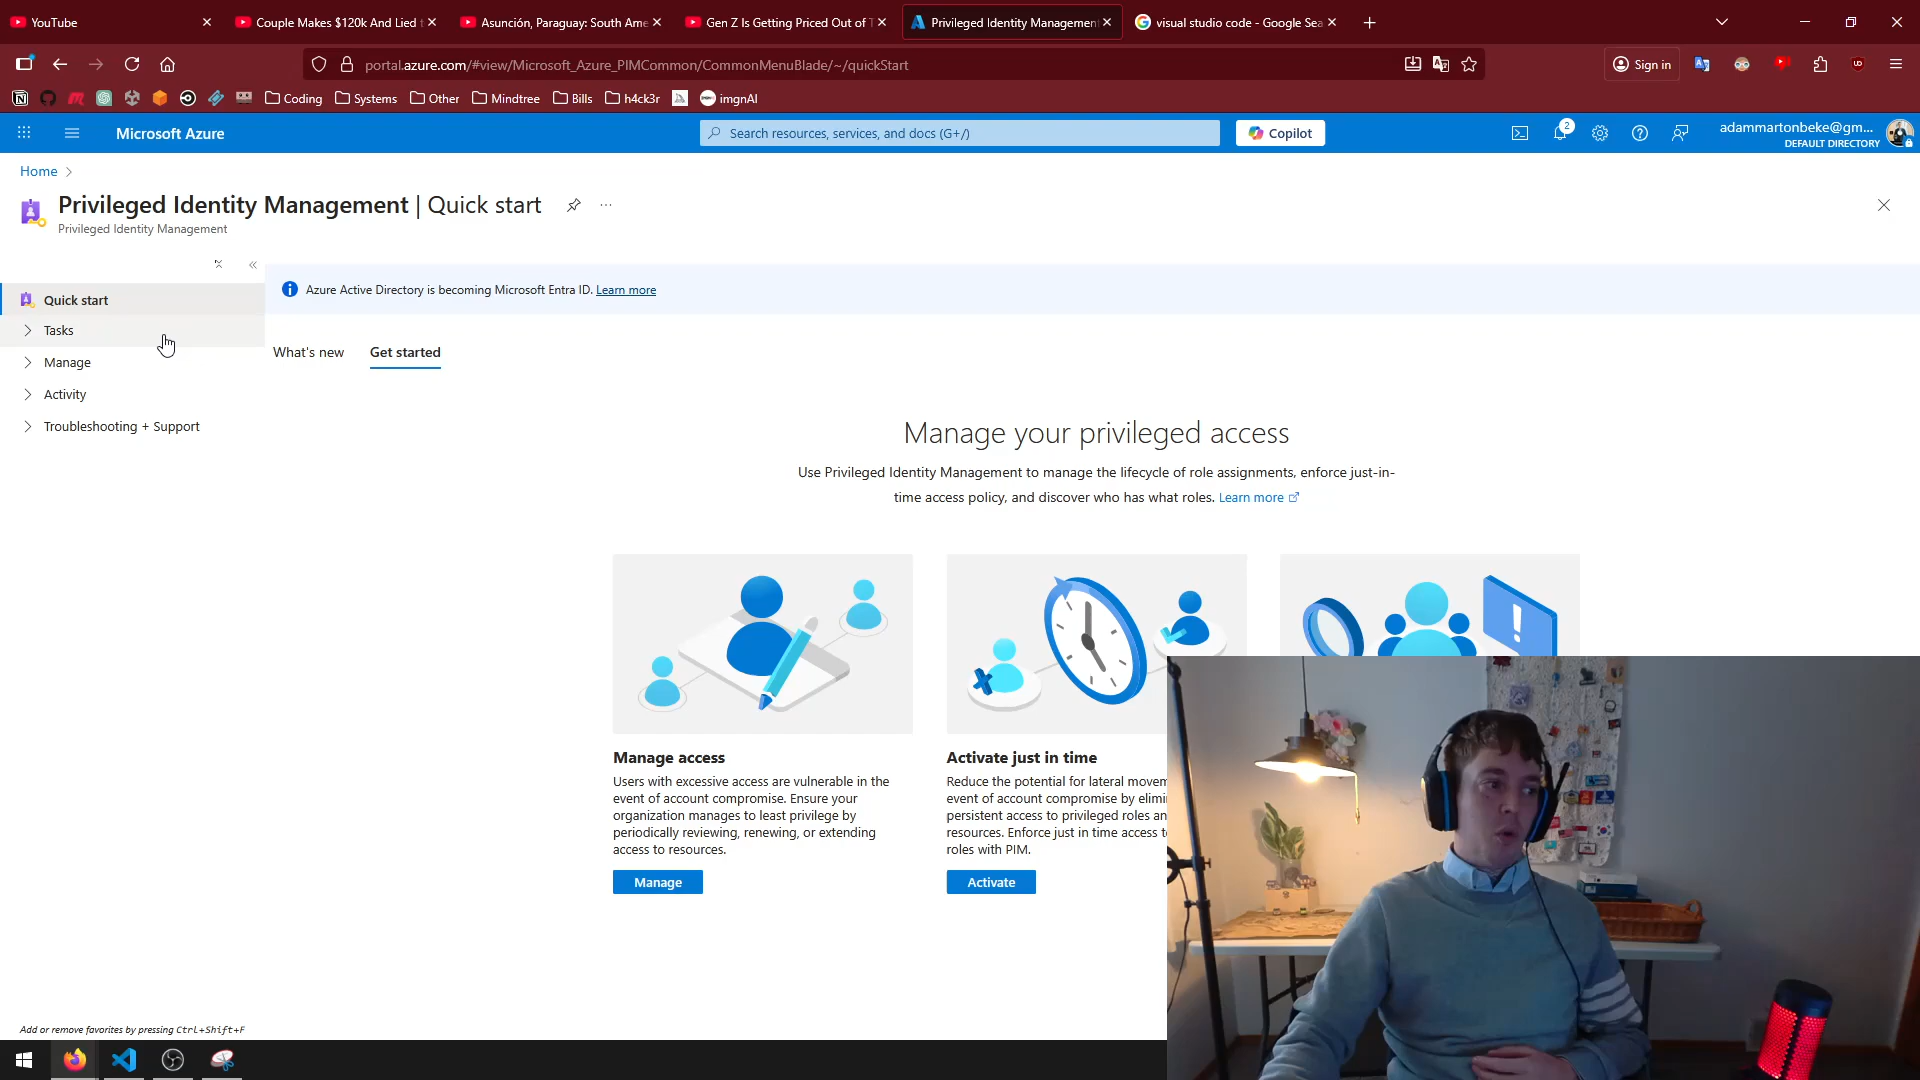 YouTube
Couple Makes $120k And Lied t
Asunción, Paraguay: South Ame
Gen Z Is Getting Priced Out of T
Privileged Identity Management
visual studio code - Google Sea
portal.azure.com/#view/Microsoft_Azure_PIMCommon/CommonMenuBlade/~/quickStart
Sign in
Coding
Systems
Other
Mindtree
Bills
h4ck3r
imgnAI
Microsoft Azure
Search resources, services, and docs (G+/)
Copilot
2
adammartonbeke@gm...
DEFAULT DIRECTORY
Home
Privileged Identity Management | Quick start
Privileged Identity Management
Quick start
Tasks
Manage
Activity
Troubleshooting + Support
Azure Active Directory is becoming Microsoft Entra ID. Learn more
What's new
Get started
Manage your privileged access
Use Privileged Identity Management to manage the lifecycle of role assignments, enforce just-in-
time access policy, and discover who has what roles. Learn more
Manage access
Users with excessive access are vulnerable in the
event of account compromise. Ensure your
organization manages to least privilege by
periodically reviewing, renewing, or extending
access to resources.
Manage
Activate just in time
Reduce the potential for lateral movem
event of account compromise by elimi
persistent access to privileged roles an
resources. Enforce just in time access t
roles with PIM.
Activate
Add or remove favorites by pressing Ctrl+Shift+F